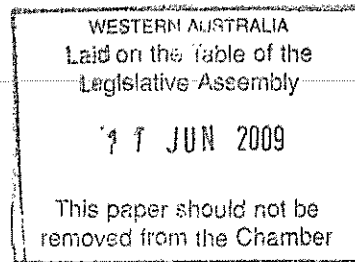 WESTERN AUSTRALIA
Laid on the Table of the
Legislative Assembly
JUN 2009
This paper should not be
removed from the Chamber